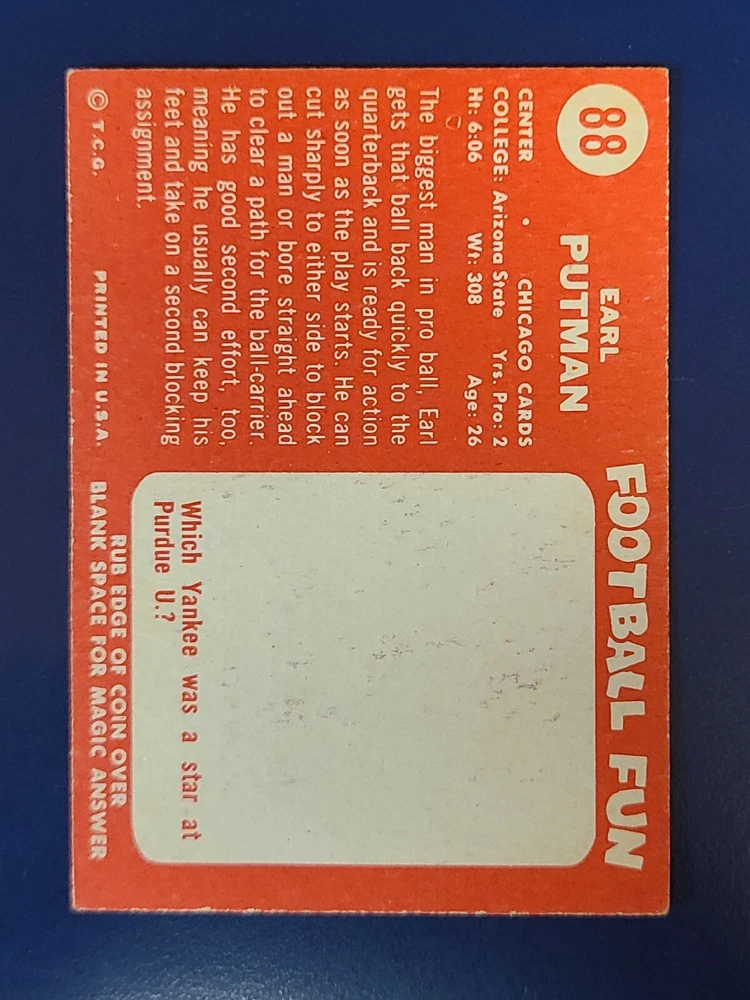 88
EARL
PUTMAN
CENTER • CHICAGO CARDS
COLLEGE: Arizona State Yrs. Pro: 2
Ht: 6:06 Wt: 308 Age: 26
The biggest man in pro ball, Earl
gets that ball back quickly to the
quarterback and is ready for action
as soon as the play starts. He can
cut sharply to either side to block
out a man or bore straight ahead
to clear a path for the ball-carrier.
He has good second effort, too,
meaning he usually can keep his
feet and take on a second blocking
assignment.
© T.C.G. PRINTED IN U.S.A.
FOOTBALL FUN
Which Yankee was a star at
Purdue U.?
RUB EDGE OF COIN OVER
BLANK SPACE FOR MAGIC ANSWER